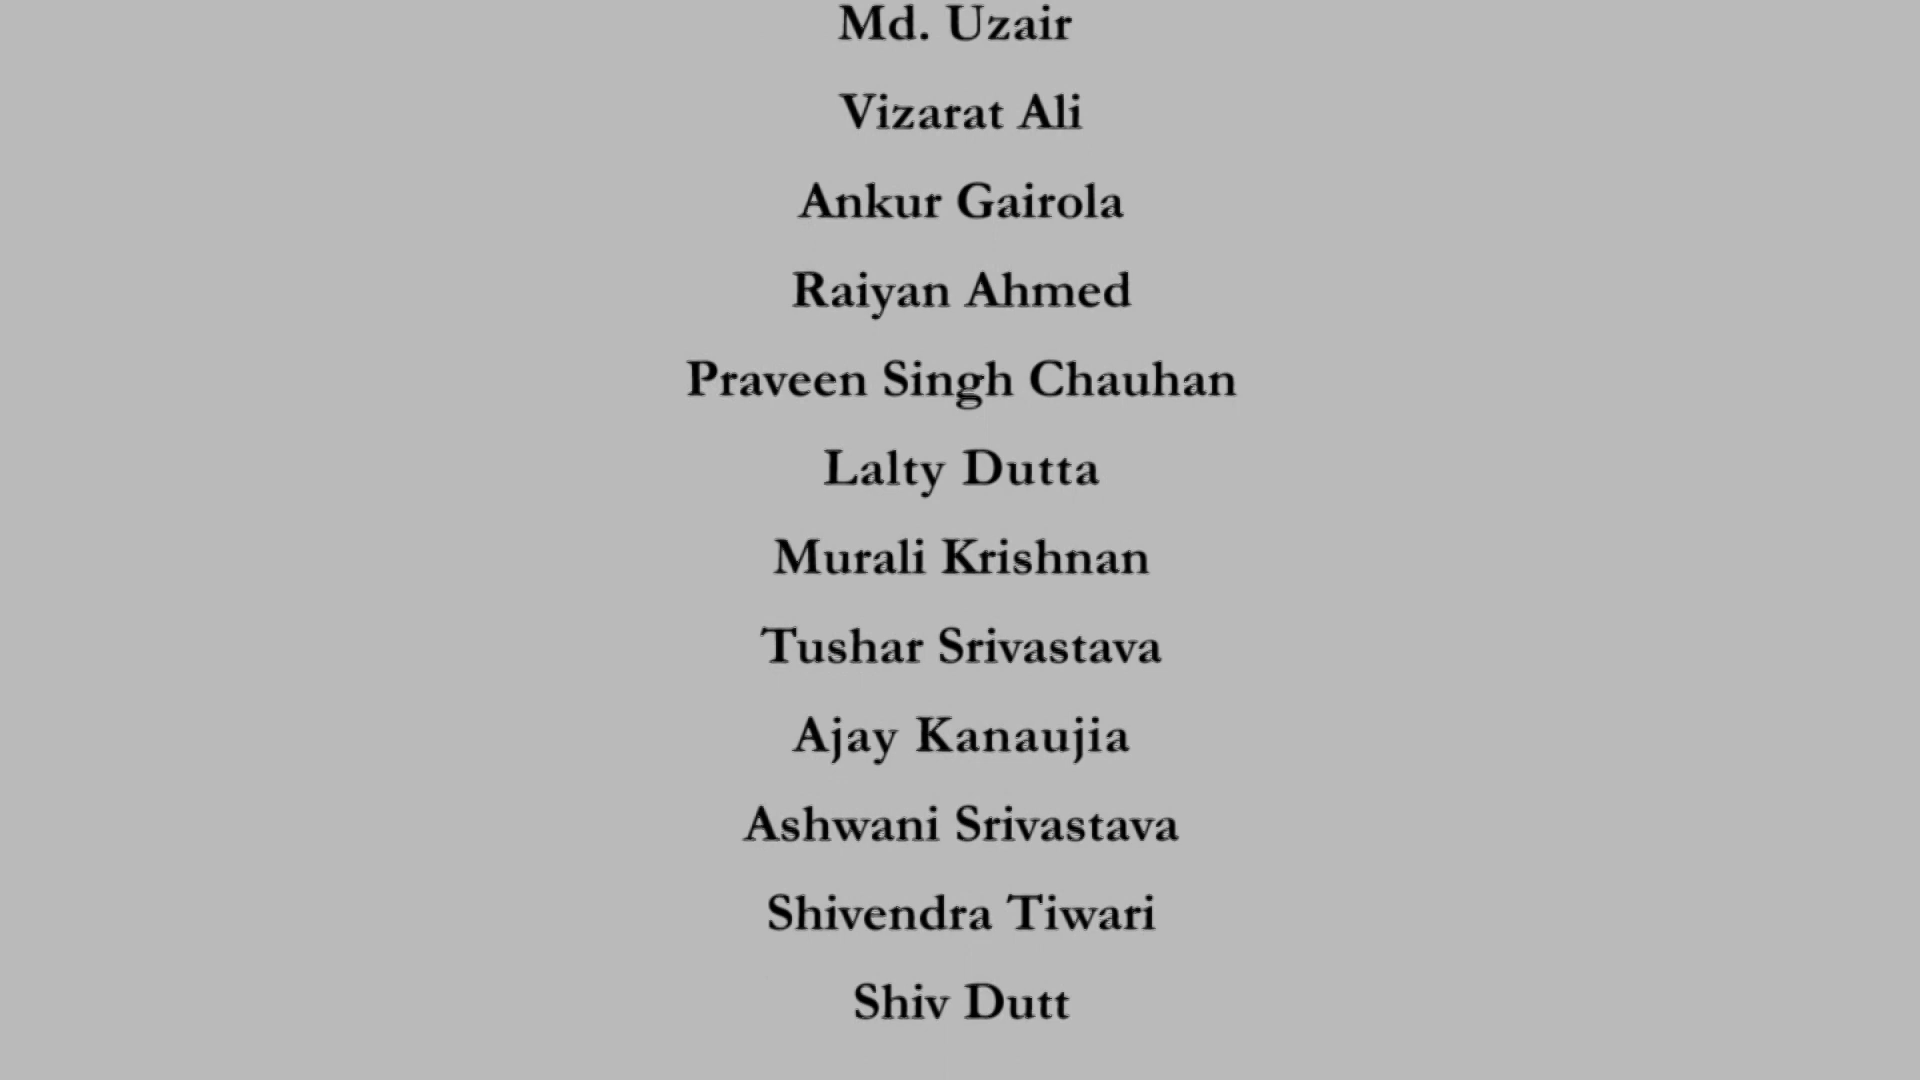 Md. Uzair
Vizarat Ali
Ankur Gairola
Raiyan Ahmed
Praveen Singh Chauhan
Lalty Dutta
Murali Krishnan
Tushar Srivastava
Ajay Kanaujia
Ashwani Srivastava
Shivendra Tiwari
Shiv Dutt